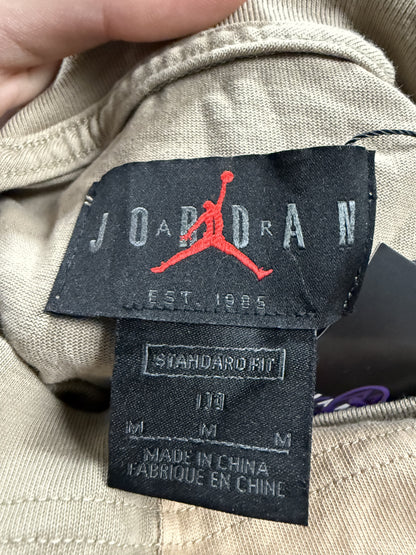 JORDAN
AIR
EST. 1985
STANDARD FIT
M M M
MADE IN CHINA
FABRIQUE EN CHINE